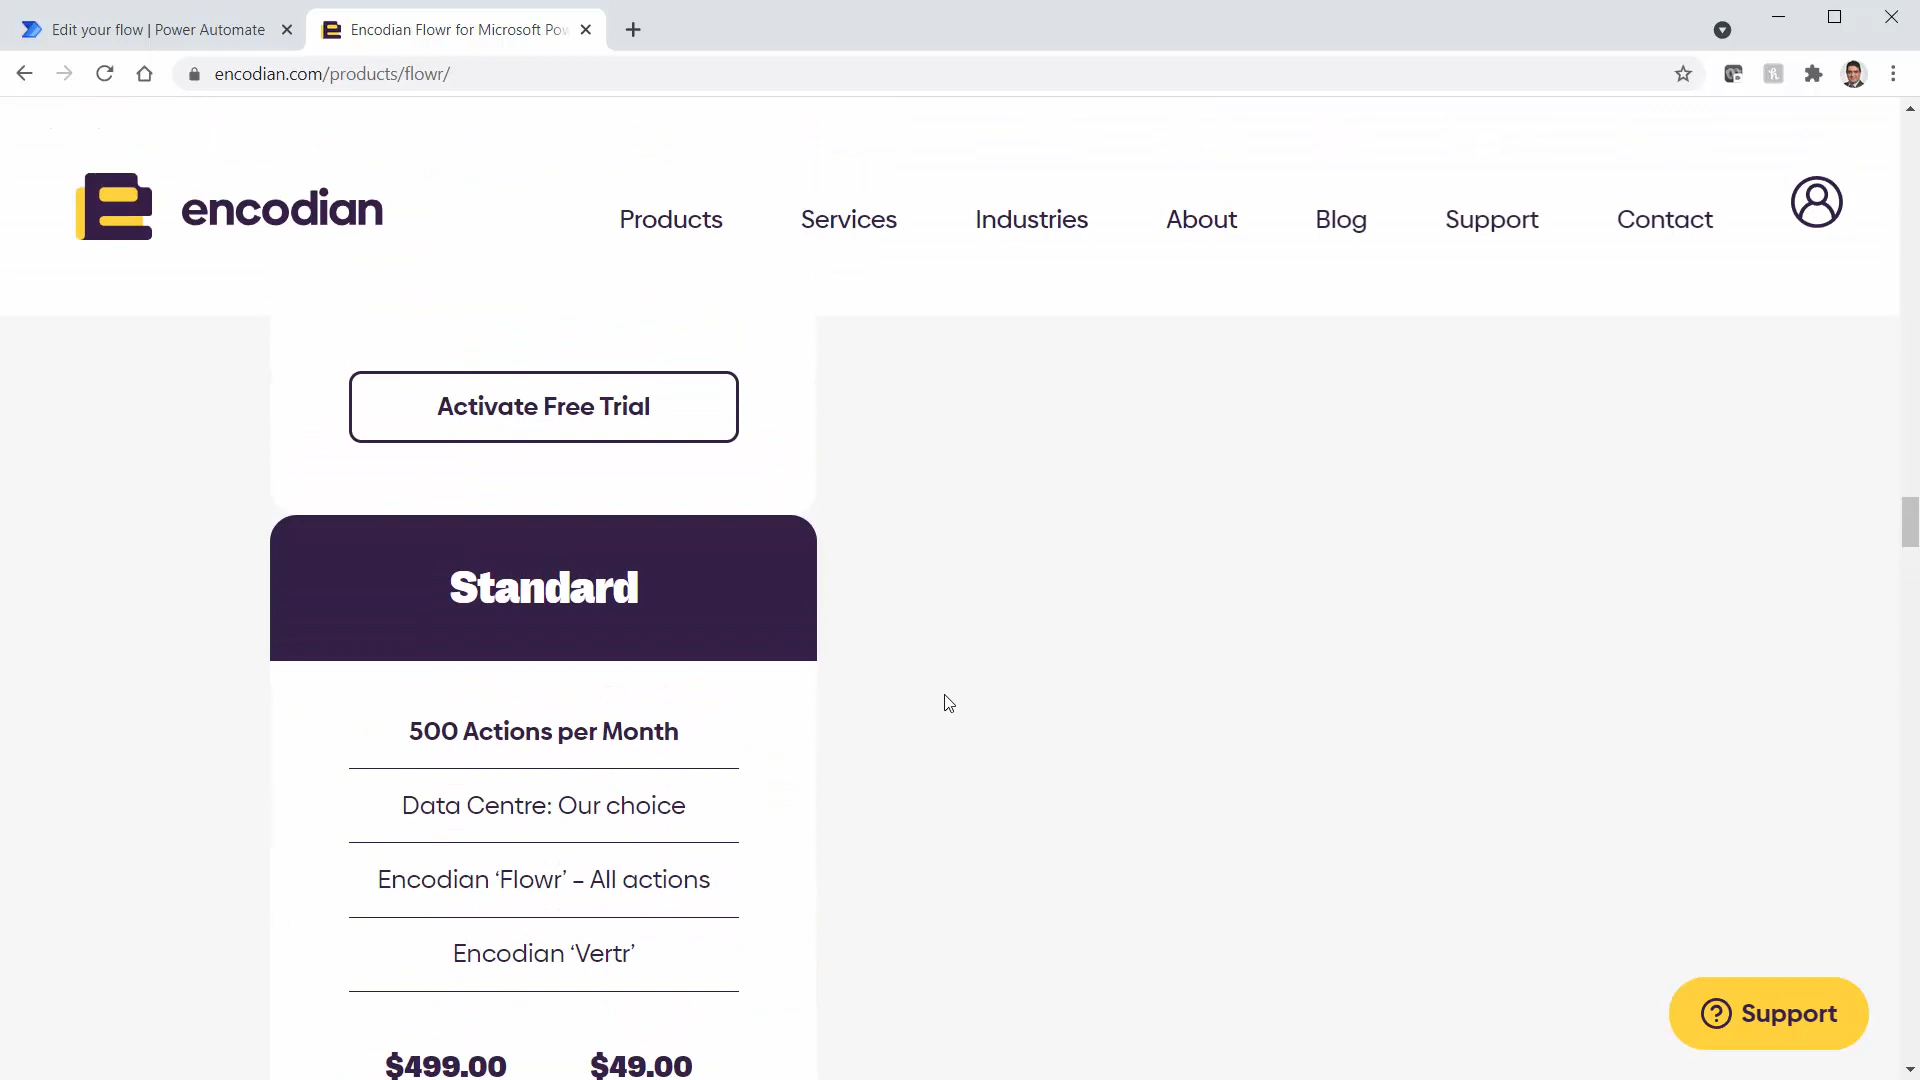 Edit your flow | Power Automate
Encodian Flowr for Microsoft Pow
encodian.com/products/flowr/
encodian
Products
Services
Industries
About
Blog
Support
Contact
Activate Free Trial
Standard
500 Actions per Month
Data Centre: Our choice
Encodian ‘Flowr’ – All actions
Encodian ‘Vertr’
$499.00
$49.00
Support